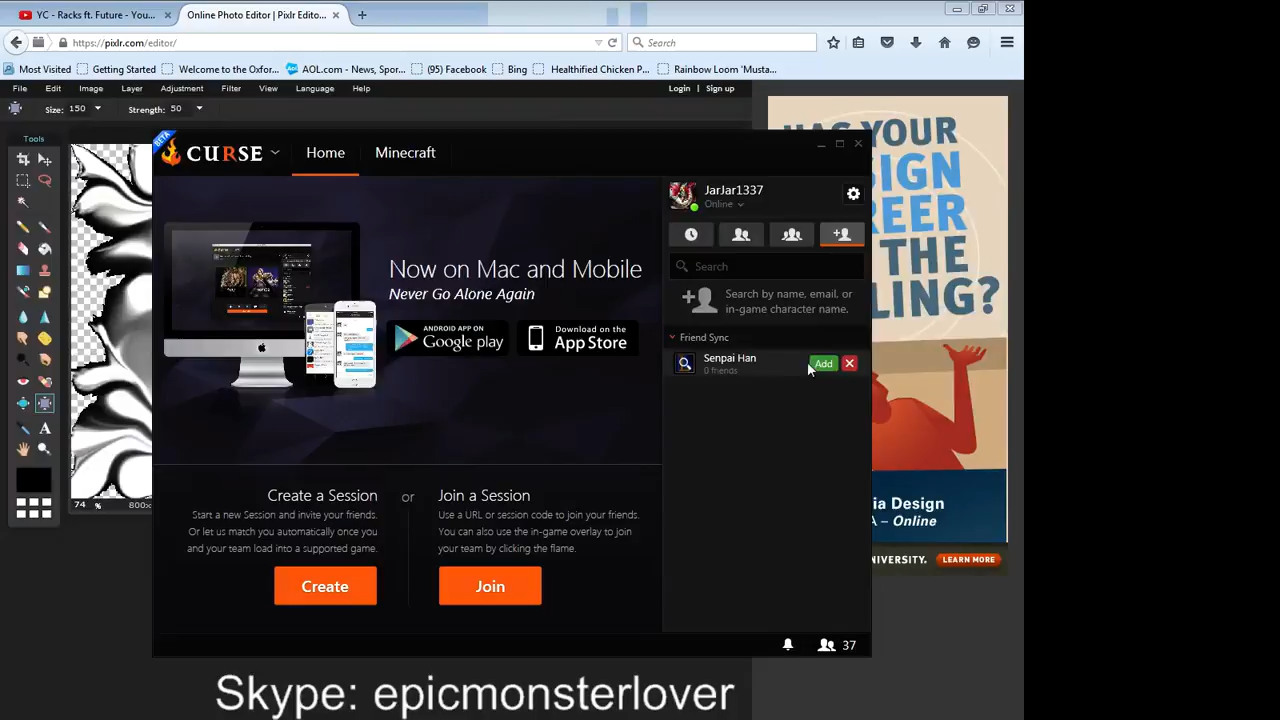 YC - Racks ft. Future - You...
Online Photo Editor | Pixlr Edito...
https://pixlr.com/editor/
Search
Most Visited
Getting Started
Welcome to the Oxfor...
AOL.com - News, Spor...
(95) Facebook
Bing
Healthified Chicken P...
Rainbow Loom 'Musta...
File Edit Image Layer Adjustment Filter View Language Help
Login | Sign up
Size: 150 Strength: 50
Tools
BETA
CURSE
Home
Minecraft
JarJar1337
Online
Search
Search by name, email, or
in-game character name.
Friend Sync
Senpai Han
0 friends
Add
Now on Mac and Mobile
Never Go Alone Again
ANDROID APP ON
Google play
Download on the
App Store
Create a Session
Start a new Session and invite your friends.
Or let us match you automatically once you
and your team load into a supported game.
Create
or
Join a Session
Use a URL or session code to join your friends.
You can also use the in-game overlay to join
your team by clicking the flame.
Join
37
74 %
HAS YOUR
SIGN
REER
THE
LING?
ia Design
A – Online
IVERSITY.
LEARN MORE
Skype: epicmonsterlover